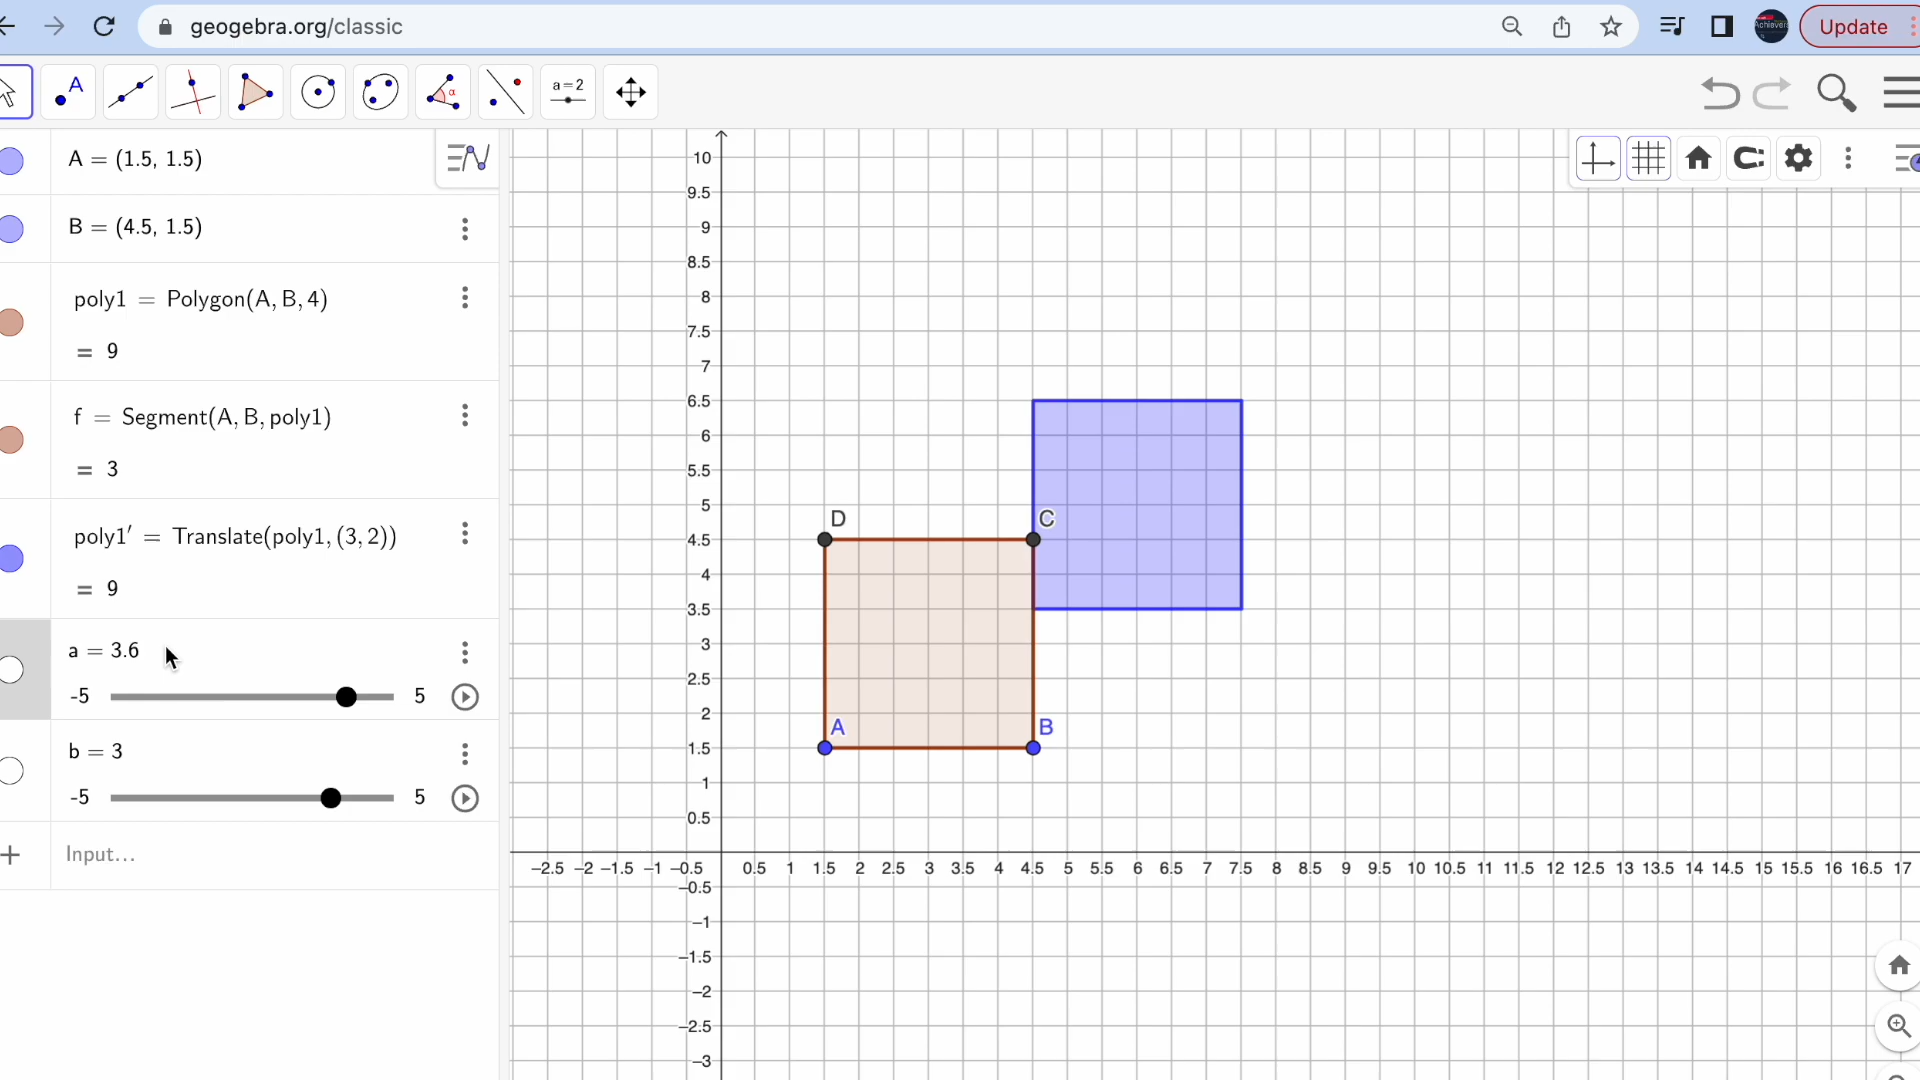 geogebra.org/classic
Update
A
α
a=2
A = (1.5, 1.5)
B = (4.5, 1.5)
poly1 = Polygon(A, B, 4)
= 9
f = Segment(A, B, poly1)
= 3
poly1′ = Translate(poly1, (3, 2))
= 9
a = 3.6
-5 5
b = 3
-5 5
+ Input…
10
9.5
9
8.5
8
7.5
7
6.5
6
5.5
5
D C
4.5
4
3.5
3
2.5
2
A B
1.5
1
0.5
−2.5 −2 −1.5 −1 −0.5 0.5 1 1.5 2 2.5 3 3.5 4 4.5 5 5.5 6 6.5 7 7.5 8 8.5 9 9.5 10 10.5 11 11.5 12 12.5 13 13.5 14 14.5 15 15.5 16 16.5 17
−0.5
−1
−1.5
−2
−2.5
−3